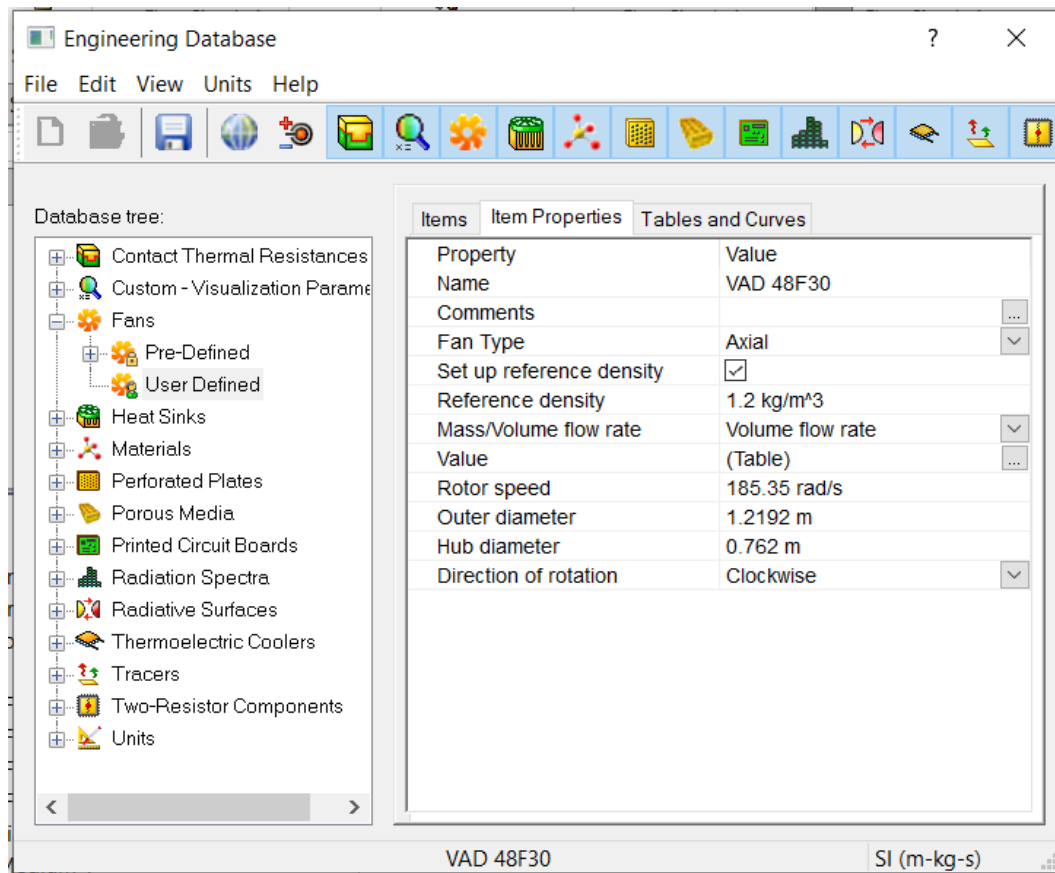 Engineering Database
?
File Edit View Units Help
Database tree:
Contact Thermal Resistances
Custom - Visualization Parame
Fans
Pre-Defined
User Defined
Heat Sinks
Materials
Perforated Plates
Porous Media
Printed Circuit Boards
Radiation Spectra
Radiative Surfaces
Thermoelectric Coolers
Tracers
Two-Resistor Components
Units
Items Item Properties Tables and Curves
Property Value
Name VAD 48F30
Comments ...
Fan Type Axial
Set up reference density
Reference density 1.2 kg/m^3
Mass/Volume flow rate Volume flow rate
Value (Table) ...
Rotor speed 185.35 rad/s
Outer diameter 1.2192 m
Hub diameter 0.762 m
Direction of rotation Clockwise
VAD 48F30 SI (m-kg-s)